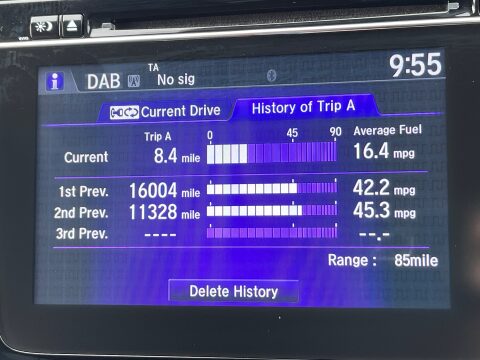 i DAB TA No sig 9:55
Current Drive History of Trip A
Trip A 0 45 90 Average Fuel
Current 8.4 mile 16.4 mpg
1st Prev. 16004 mile 42.2 mpg
2nd Prev. 11328 mile 45.3 mpg
3rd Prev. ---- --.-
Range : 85mile
Delete History